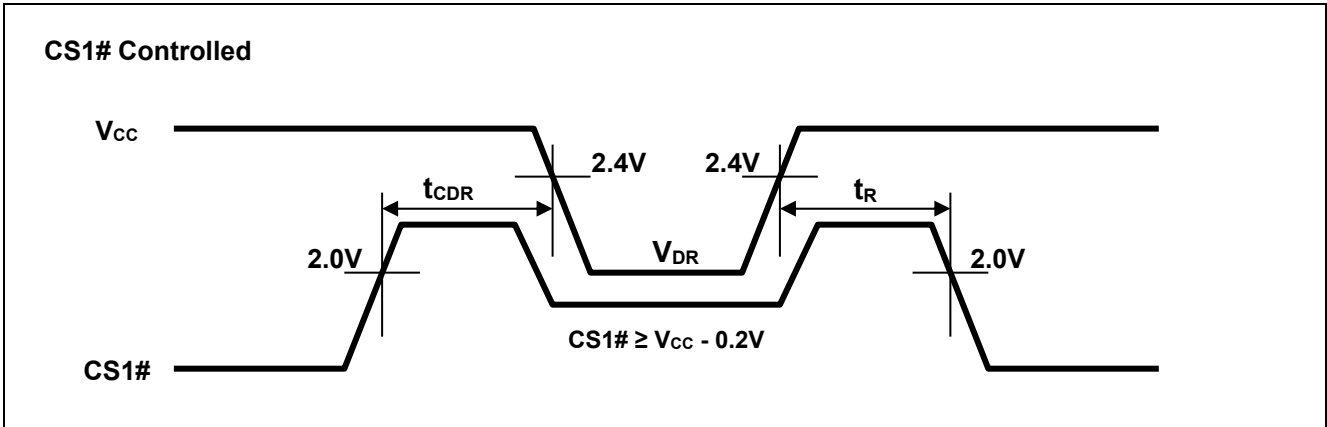 CS1# Controlled
VCC
2.4V
2.4V
tCDR
tR
2.0V
VDR
2.0V
CS1# ≥ VCC - 0.2V
CS1#